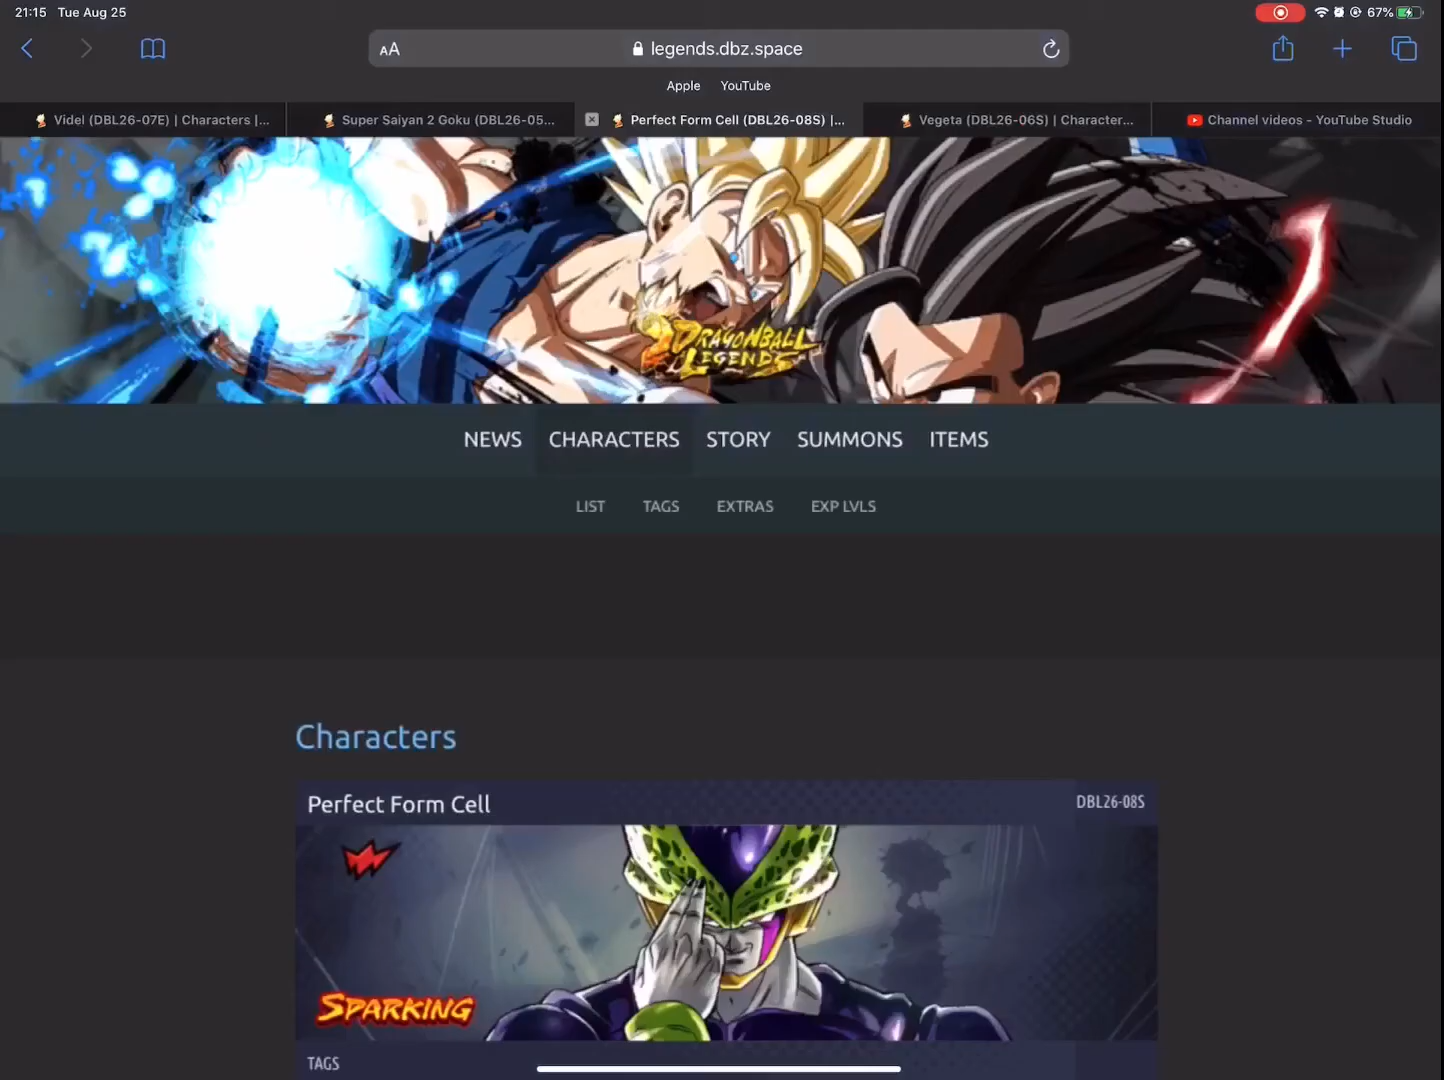 21:15 Tue Aug 25
67%
AA legends.dbz.space
Apple YouTube
Videl (DBL26-07E) | Characters |...
Super Saiyan 2 Goku (DBL26-05...
Perfect Form Cell (DBL26-08S) |...
Vegeta (DBL26-06S) | Character...
Channel videos - YouTube Studio
DRAGONBALL
LEGENDS
NEWS CHARACTERS STORY SUMMONS ITEMS
LIST TAGS EXTRAS EXP LVLS
Characters
Perfect Form Cell DBL26-08S
SPARKING
TAGS